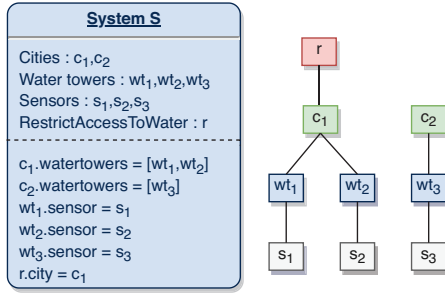 System S
Cities : c₁,c₂
Water towers : wt₁,wt₂,wt₃
Sensors : s₁,s₂,s₃
RestrictAccessToWater : r
c₁.watertowers = [wt₁,wt₂]
c₂.watertowers = [wt₃]
wt₁.sensor = s₁
wt₂.sensor = s₂
wt₃.sensor = s₃
r.city = c₁
r
c₁ c₂
wt₁ wt₂ wt₃
s₁ s₂ s₃